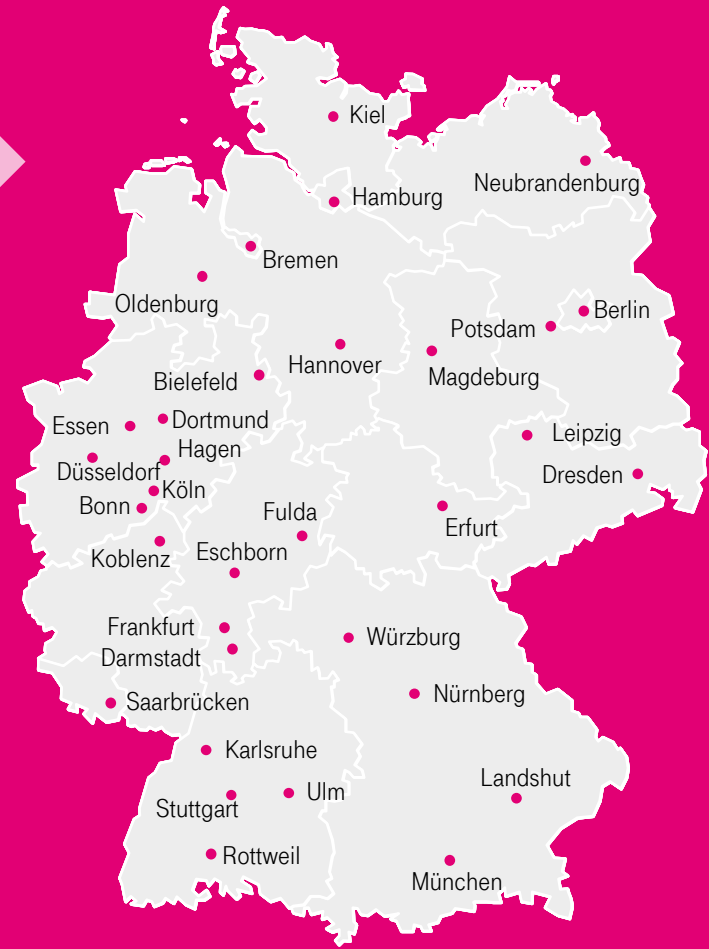 Kiel
Neubrandenburg
Hamburg
Bremen
Oldenburg
Berlin
Potsdam
Hannover
Magdeburg
Bielefeld
Essen
Dortmund
Leipzig
Hagen
Düsseldorf
Dresden
Köln
Bonn
Fulda
Erfurt
Koblenz
Eschborn
Frankfurt
Würzburg
Darmstadt
Nürnberg
Saarbrücken
Karlsruhe
Landshut
Ulm
Stuttgart
Rottweil
München